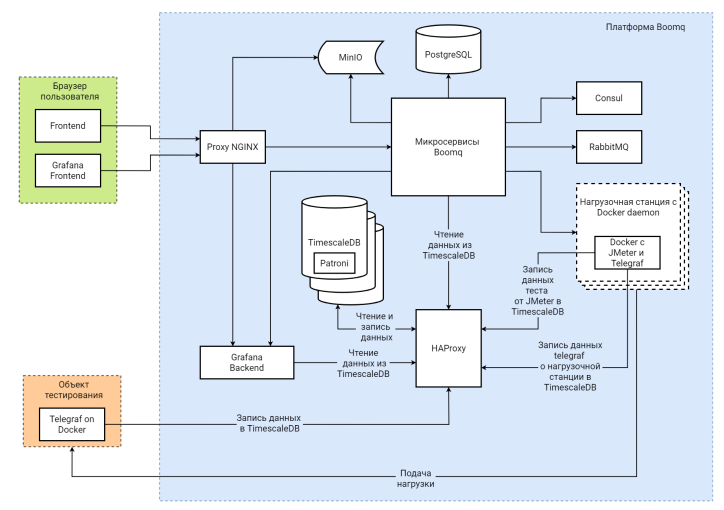 Платформа Boomq
Браузер
пользователя
Frontend
Grafana
Frontend
Proxy NGINX
MinIO
PostgreSQL
Микросервисы
Boomq
Consul
RabbitMQ
Нагрузочная станция с
Docker daemon
Docker с
JMeter и
Telegraf
TimescaleDB
Patroni
Чтение
данных из
TimescaleDB
Запись
данных
теста
от JMeter в
TimescaleDB
Чтение и
запись
данных
HAProxy
Grafana
Backend
Чтение
данных из
TimescaleDB
Запись данных
telegraf
о нагрузочной
станции в
TimescaleDB
Объект
тестирования
Telegraf on
Docker
Запись данных
в TimescaleDB
Подача
нагрузки